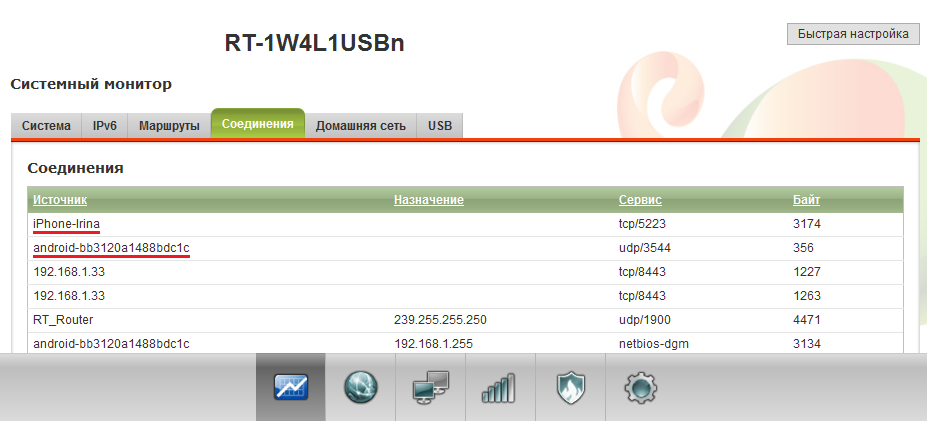 RT-1W4L1USBn
Быстрая настройка
Системный монитор
Система IPv6 Маршруты Соединения Домашняя сеть USB
Соединения
Источник Назначение Сервис Байт
iPhone-Irina tcp/5223 3174
android-bb3120a1488bdc1c udp/3544 356
192.168.1.33 tcp/8443 1227
192.168.1.33 tcp/8443 1263
RT_Router 239.255.255.250 udp/1900 4471
android-bb3120a1488bdc1c 192.168.1.255 netbios-dgm 3134